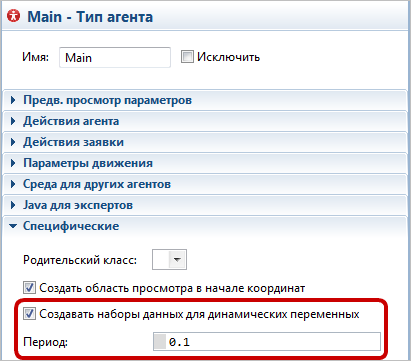 Main - Тип агента
Имя: Main Исключить
Предв. просмотр параметров
Действия агента
Действия заявки
Параметры движения
Среда для других агентов
Java для экспертов
Специфические
Родительский класс:
Создать область просмотра в начале координат
Создавать наборы данных для динамических переменных
Период: 0.1